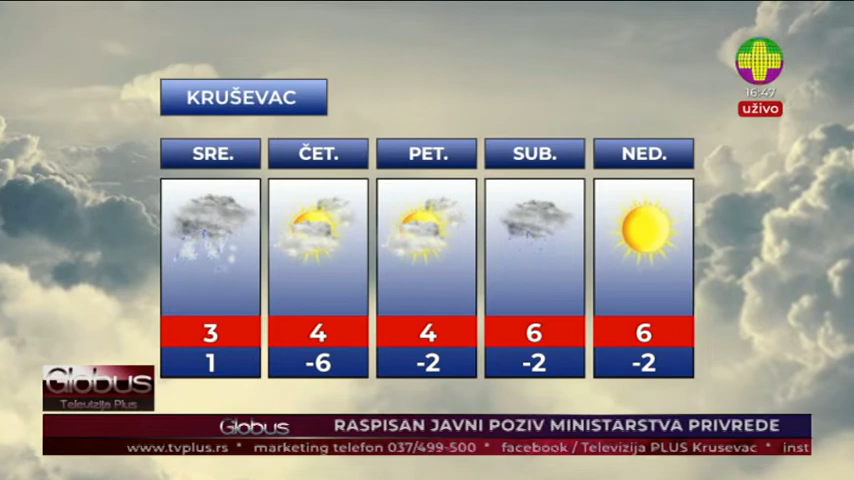 16:47
uživo
KRUŠEVAC
SRE. ČET. PET. SUB. NED.
3 4 4 6 6
1 -6 -2 -2 -2
Globus
Televizija Plus
Globus RASPISAN JAVNI POZIV MINISTARSTVA PRIVREDE
www.tvplus.rs * marketing telefon 037/499-500 * facebook / Televizija PLUS Krusevac * inst